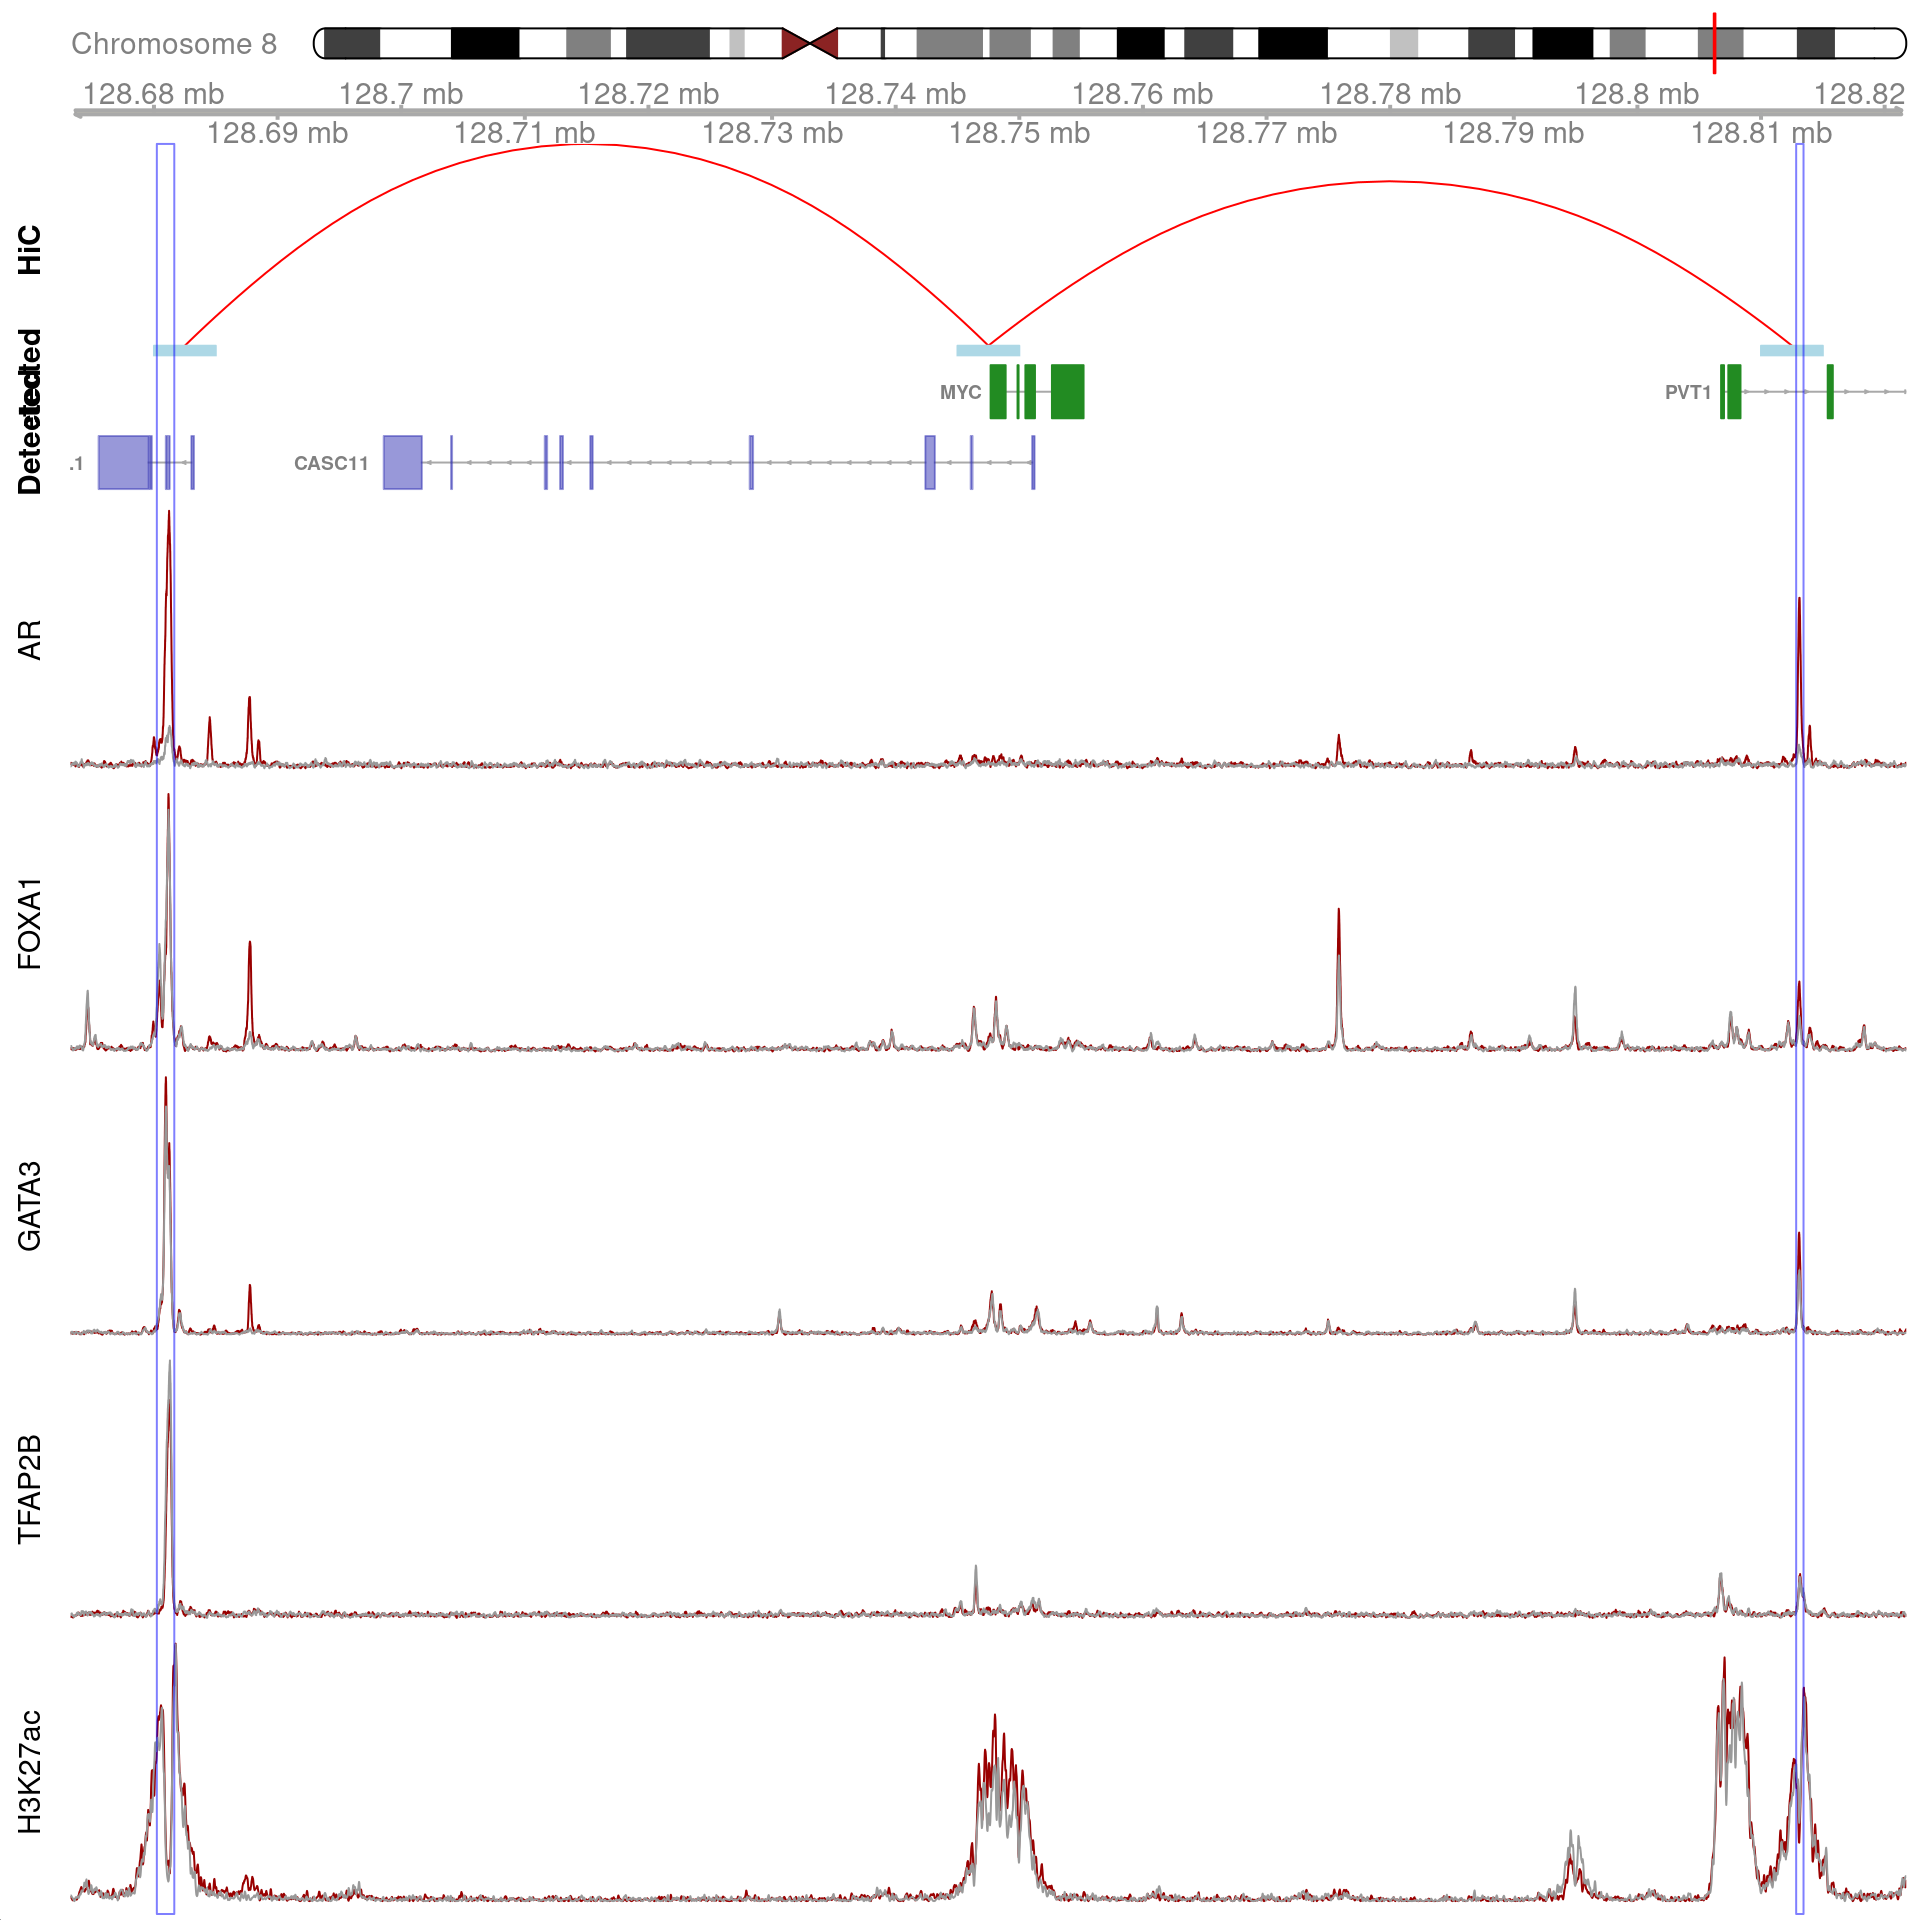 Chromosome 8
128.68 mb 128.7 mb 128.72 mb 128.74 mb 128.76 mb 128.78 mb 128.8 mb 128.82
128.69 mb 128.71 mb 128.73 mb 128.75 mb 128.77 mb 128.79 mb 128.81 mb
HiC
MYC PVT1
.1 CASC11
AR
FOXA1
GATA3
TFAP2B
H3K27ac